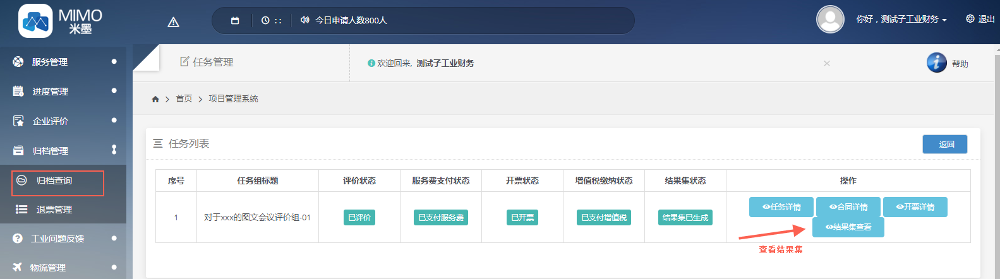 MIMO
米墨
: : 今日申请人数800人
你好，测试子工业财务 退出
服务管理
进度管理
企业评价
归档管理
归档查询
退票管理
工业问题反馈
物流管理
任务管理 欢迎回来, 测试子工业财务 × 帮助
首页 项目管理系统
任务列表 返回
序号 任务组标题 评价状态 服务费支付状态 开票状态 增值税缴纳状态 结果集状态 操作
1 对于xxx的图文会议评价组-01 已评价 已支付服务费 已开票 已支付增值税 结果集已生成 任务详情 合同详情 开票详情
结果集查看
查看结果集